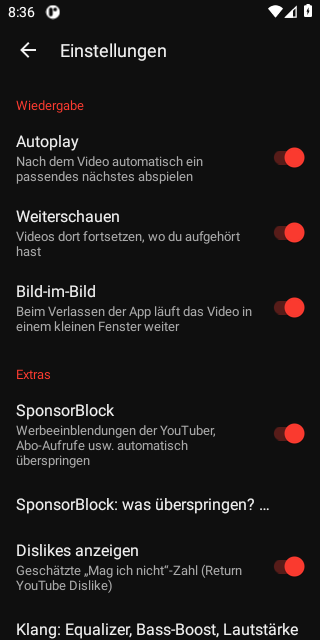 8:36
Einstellungen
Wiedergabe
Autoplay
Nach dem Video automatisch ein
passendes nächstes abspielen
Weiterschauen
Videos dort fortsetzen, wo du aufgehört
hast
Bild-im-Bild
Beim Verlassen der App läuft das Video in
einem kleinen Fenster weiter
Extras
SponsorBlock
Werbeeinblendungen der YouTuber,
Abo-Aufrufe usw. automatisch
überspringen
SponsorBlock: was überspringen? ...
Dislikes anzeigen
Geschätzte „Mag ich nicht“-Zahl (Return
YouTube Dislike)
Klang: Equalizer, Bass-Boost, Lautstärke